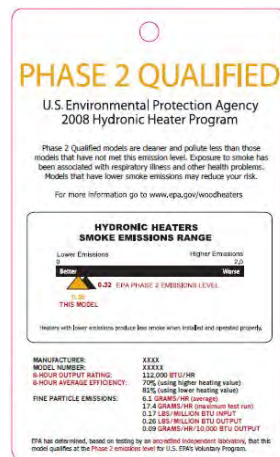 PHASE 2 QUALIFIED
U.S. Environmental Protection Agency
2008 Hydronic Heater Program
Phase 2 Qualified models are cleaner and pollute less than those
models that have not met this emission level. Exposure to smoke has
been associated with respiratory illness and other health problems.
Models that have lower smoke emissions may reduce your risk.
For more information go to www.epa.gov/woodheaters
HYDRONIC HEATERS
SMOKE EMISSIONS RANGE
Lower Emissions Higher Emissions
0 2.0
Better Worse
0.32 EPA PHASE 2 EMISSIONS LEVEL
THIS MODEL
Heaters with lower emissions produce less smoke when installed and operated properly.
MANUFACTURER: XXXX
MODEL NUMBER: XXXXX
8-HOUR OUTPUT RATING: 112,000 BTU/HR
8-HOUR AVERAGE EFFICIENCY: 70% (using higher heating value)
81% (using lower heating value)
FINE PARTICLE EMISSIONS: 6.1 GRAMS/HR (average)
17.4 GRAMS/HR (maximum test run)
0.17 LBS/MILLION BTU INPUT
0.26 LBS/MILLION BTU OUTPUT
0.09 GRAMS/HR/10,000 BTU OUTPUT
EPA has determined, based on testing by an accredited independent laboratory, that this
model qualifies at the Phase 2 emissions level for U.S. EPA's Voluntary Program.